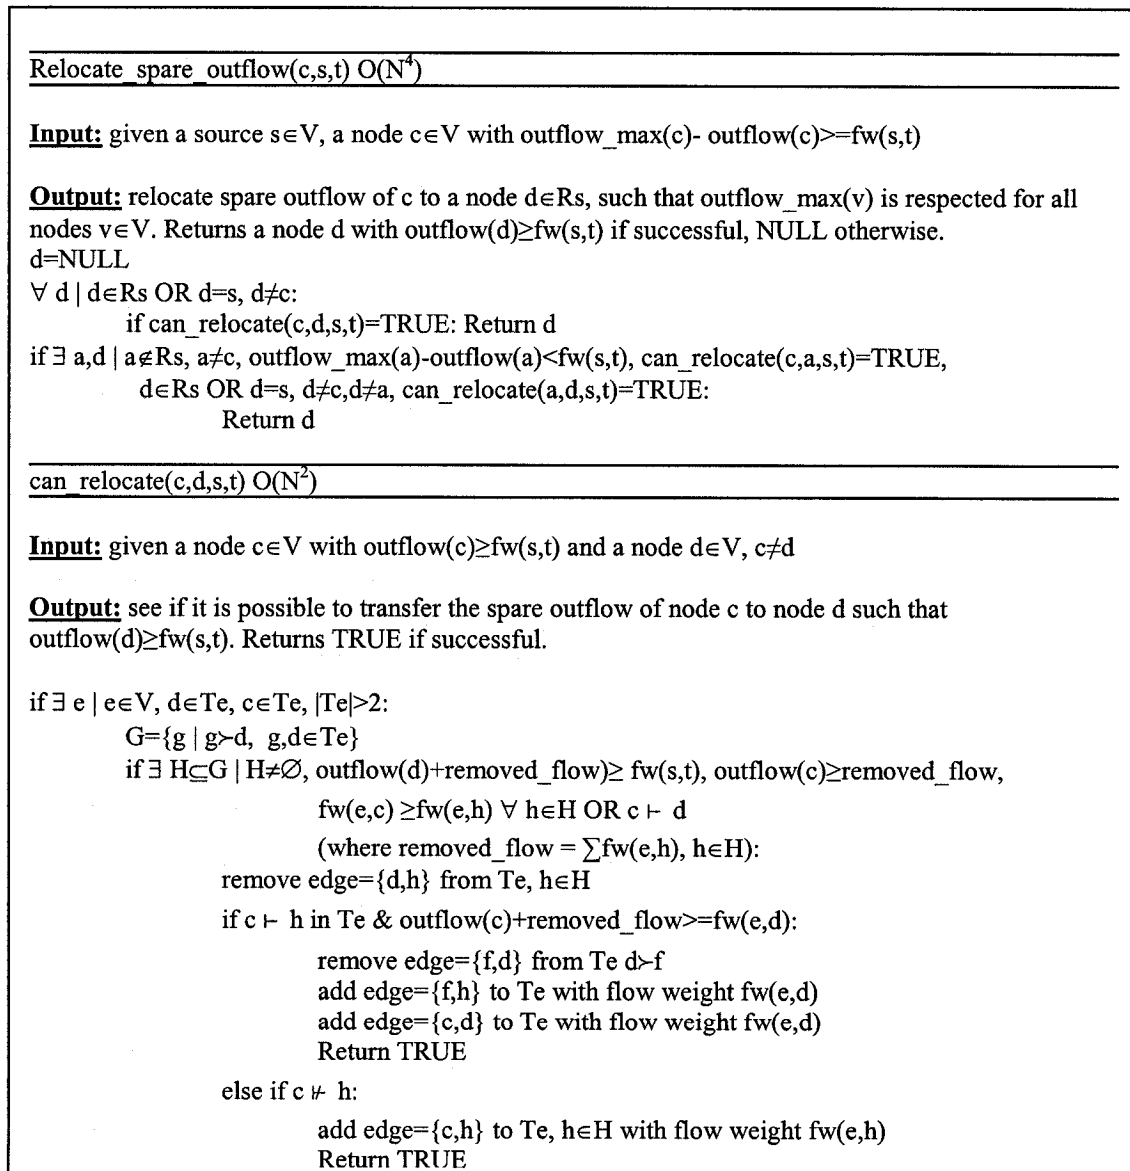 Relocate_spare_outflow(c,s,t) O(N⁴)
Input: given a source s∈V, a node c∈V with outflow_max(c)- outflow(c)>=fw(s,t)
Output: relocate spare outflow of c to a node d∈Rs, such that outflow_max(v) is respected for all
nodes v∈V. Returns a node d with outflow(d)≥fw(s,t) if successful, NULL otherwise.
d=NULL
∀ d | d∈Rs OR d=s, d≠c:
if can_relocate(c,d,s,t)=TRUE: Return d
if ∃ a,d | a∉Rs, a≠c, outflow_max(a)-outflow(a)<fw(s,t), can_relocate(c,a,s,t)=TRUE,
d∈Rs OR d=s, d≠c,d≠a, can_relocate(a,d,s,t)=TRUE:
Return d
can_relocate(c,d,s,t) O(N²)
Input: given a node c∈V with outflow(c)≥fw(s,t) and a node d∈V, c≠d
Output: see if it is possible to transfer the spare outflow of node c to node d such that
outflow(d)≥fw(s,t). Returns TRUE if successful.
if ∃ e | e∈V, d∈Te, c∈Te, |Te|>2:
G={g | g≻d, g,d∈Te}
if ∃ H⊆G | H≠∅, outflow(d)+removed_flow)≥ fw(s,t), outflow(c)≥removed_flow,
fw(e,c) ≥fw(e,h) ∀ h∈H OR c ⊢ d
(where removed_flow = ∑fw(e,h), h∈H):
remove edge={d,h} from Te, h∈H
if c ⊢ h in Te & outflow(c)+removed_flow>=fw(e,d):
remove edge={f,d} from Te d≻f
add edge={f,h} to Te with flow weight fw(e,d)
add edge={c,d} to Te with flow weight fw(e,d)
Return TRUE
else if c ⊬ h:
add edge={c,h} to Te, h∈H with flow weight fw(e,h)
Return TRUE